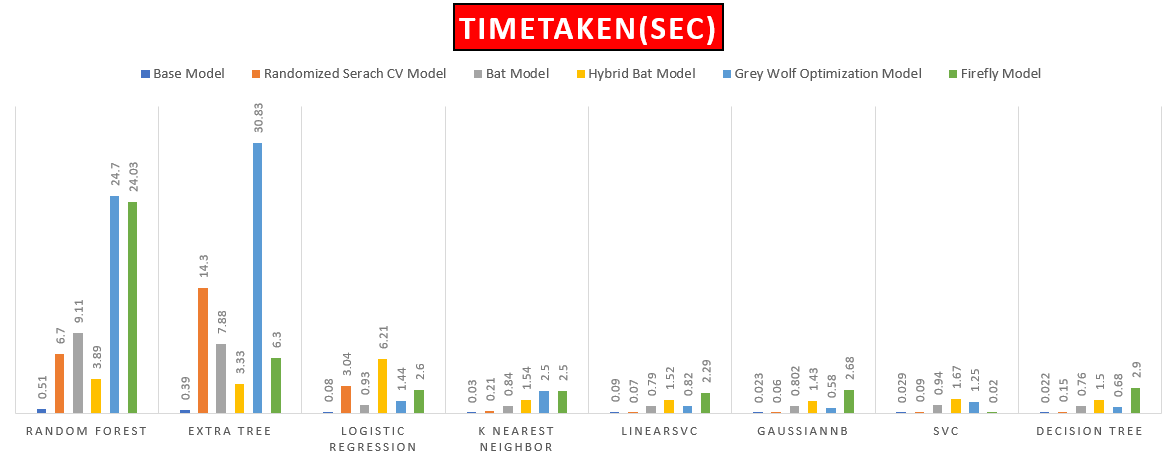 TIMETAKEN(SEC)
Base Model Randomized Serach CV Model Bat Model Hybrid Bat Model Grey Wolf Optimization Model Firefly Model
0.51 6.7 9.11 3.89 24.7 24.03
0.39 14.3 7.88 3.33 30.83 6.3
0.08 3.04 0.93 6.21 1.44 2.6
0.03 0.21 0.84 1.54 2.5 2.5
0.09 0.07 0.79 1.52 0.82 2.29
0.023 0.06 0.802 1.43 0.58 2.68
0.029 0.09 0.94 1.67 1.25 0.02
0.022 0.15 0.76 1.5 0.68 2.9
RANDOM FOREST
EXTRA TREE
LOGISTIC
REGRESSION
K NEAREST
NEIGHBOR
LINEARSVC
GAUSSIANNB
SVC
DECISION TREE